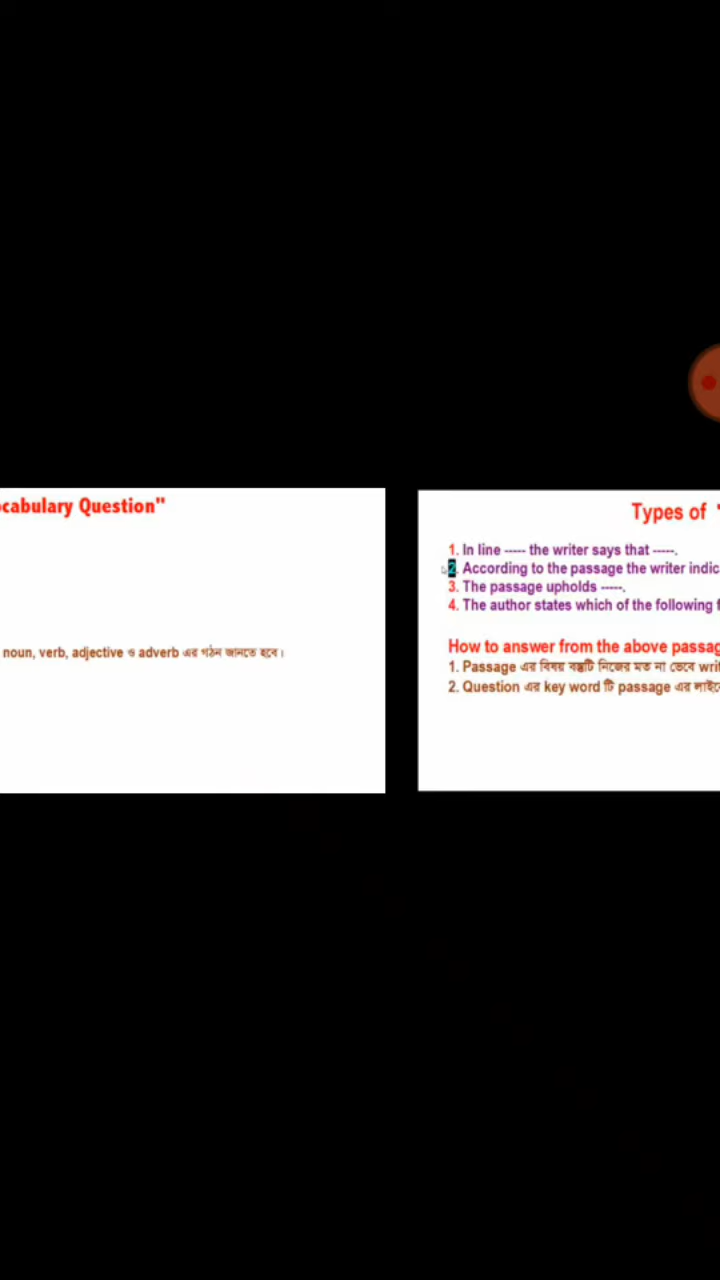 cabulary Question"
noun, verb, adjective ও adverb এর গঠন জানতে হবে।
Types of "
1. In line ----- the writer says that -----.
2. According to the passage the writer indic
3. The passage upholds -----.
4. The author states which of the following f
How to answer from the above passag
1. Passage এর বিষয় বস্তুটি নিজের মত না ভেবে writ
2. Question এর key word টি passage এর লাইনে